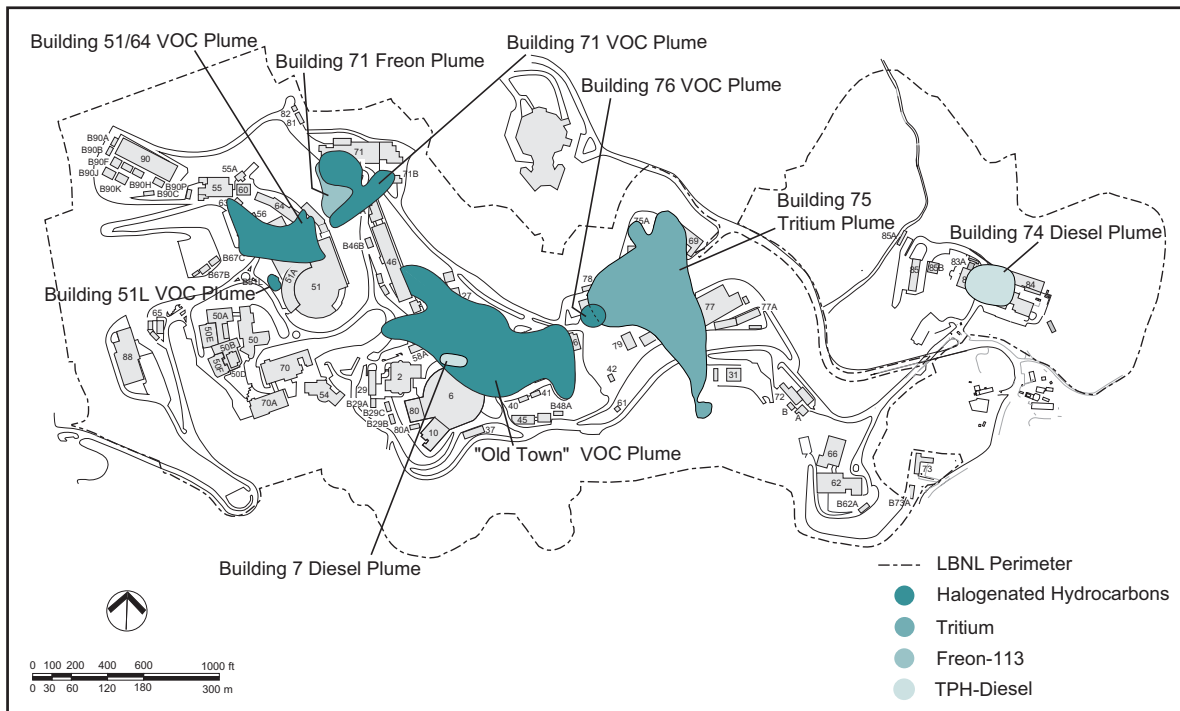 Building 51/64 VOC Plume
Building 71 VOC Plume
Building 71 Freon Plume
Building 76 VOC Plume
Building 75
Tritium Plume
Building 74 Diesel Plume
Building 51L VOC Plume
"Old Town" VOC Plume
Building 7 Diesel Plume
82
81
B90A
B90B
B90F
B90J
B90K
B90H
B90P
B90C
90
55A
55
60
63
56
64
71
71B
B46B
46
B67C
B67B
51A
51
27
65
88
50A
50E
50B
50F
50D
50
70
70A
54
58A
2
29
B29A
B29C
B29B
80
80A
10
6
37
40
41
45
B48A
42
61
78
79
75A
69
77
77A
31
72
B
A
66
62
B62A
73
B73A
85A
85
85B
83A
84
LBNL Perimeter
Halogenated Hydrocarbons
Tritium
Freon-113
TPH-Diesel
0 100 200 400 600 1000 ft
0 30 60 120 180 300 m